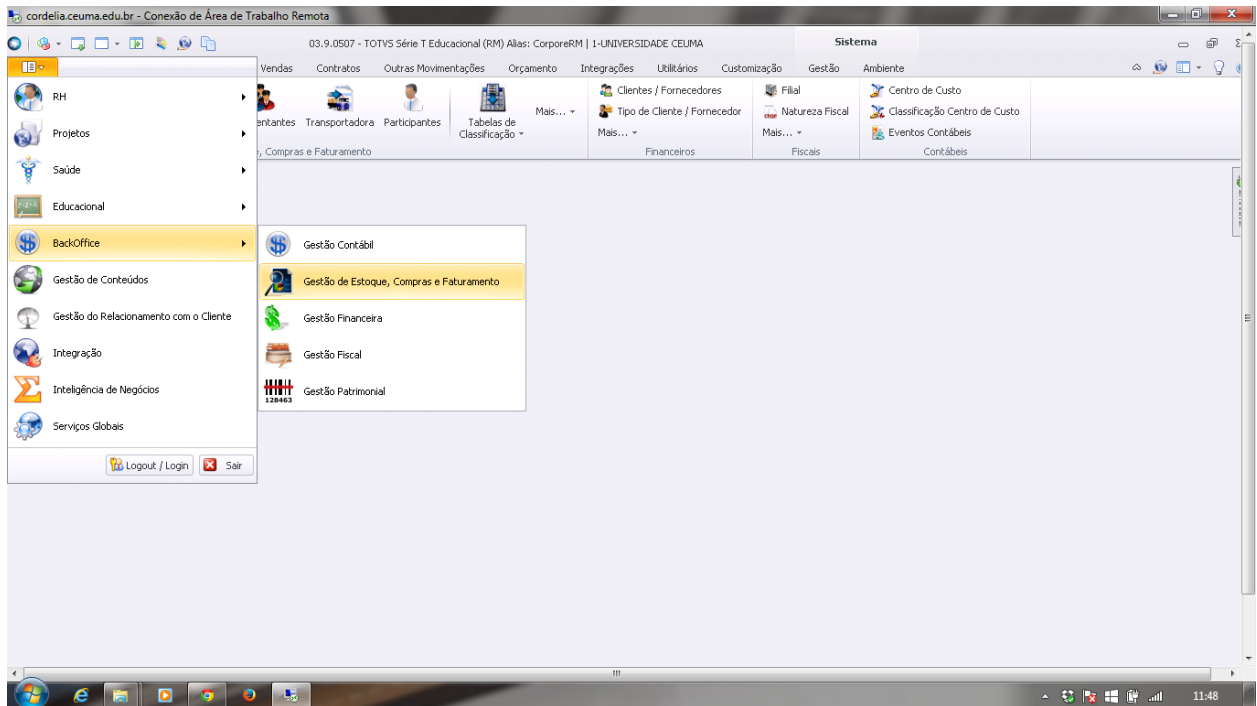 cordelia.ceuma.edu.br - Conexão de Área de Trabalho Remota
03.9.0507 - TOTVS Série T Educacional (RM) Alias: CorporeRM | 1-UNIVERSIDADE CEUMA
Sistema
Vendas Contratos Outras Movimentações Orçamento Integrações Utilitários Customização Gestão Ambiente
RH
Projetos
Saúde
Educacional
BackOffice
Gestão de Conteúdos
Gestão do Relacionamento com o Cliente
Integração
Inteligência de Negócios
Serviços Globais
Logout / Login Sair
entantes Transportadora Participantes Tabelas de
Classificação
Mais...
, Compras e Faturamento
Clientes / Fornecedores
Tipo de Cliente / Fornecedor
Mais...
Financeiros
Filial
Natureza Fiscal
Mais...
Fiscais
Centro de Custo
Classificação Centro de Custo
Eventos Contábeis
Contábeis
Gestão Contábil
Gestão de Estoque, Compras e Faturamento
Gestão Financeira
Gestão Fiscal
Gestão Patrimonial
128463
11:48